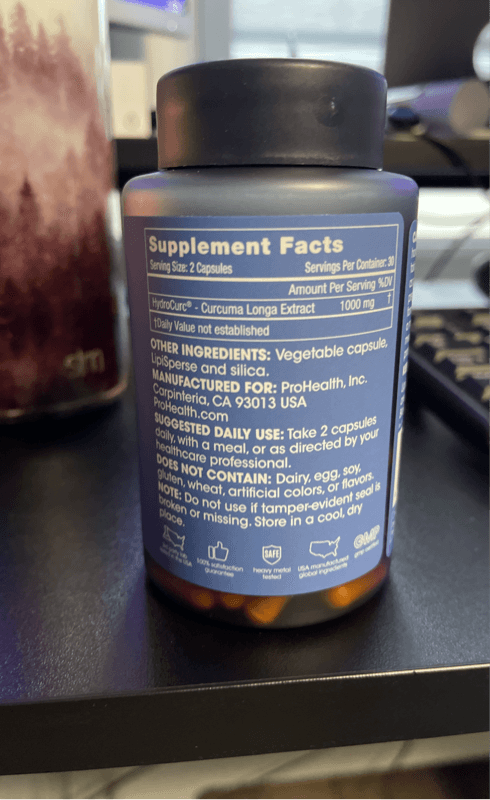 Supplement Facts
Serving Size: 2 Capsules Servings Per Container: 30
Amount Per Serving %DV
HydroCurc® - Curcuma Longa Extract 1000 mg †
†Daily Value not established
OTHER INGREDIENTS: Vegetable capsule,
LipiSperse and silica.
MANUFACTURED FOR: ProHealth, Inc.
Carpinteria, CA 93013 USA
ProHealth.com
SUGGESTED DAILY USE: Take 2 capsules
daily, with a meal, or as directed by your
healthcare professional.
DOES NOT CONTAIN: Dairy, egg, soy,
gluten, wheat, artificial colors, or flavors.
NOTE: Do not use if tamper-evident seal is
broken or missing. Store in a cool, dry
place.
SAFE
GMP
100% satisfaction
guarantee
heavy metal
tested
USA manufactured
global ingredients